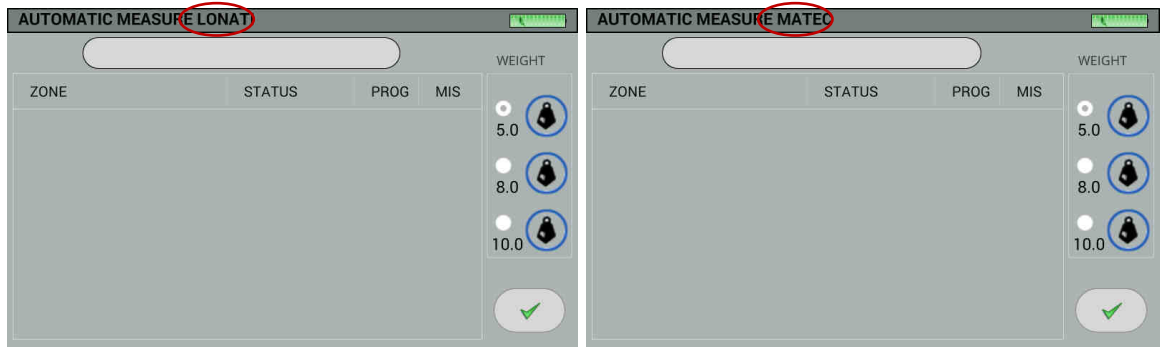 AUTOMATIC MEASURE LONATI
WEIGHT
ZONE STATUS PROG MIS
5.0
8.0
10.0
AUTOMATIC MEASURE MATEC
WEIGHT
ZONE STATUS PROG MIS
5.0
8.0
10.0